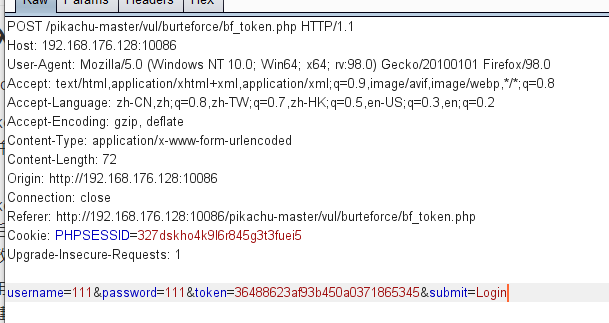 Raw Params Headers Hex
POST /pikachu-master/vul/burteforce/bf_token.php HTTP/1.1
Host: 192.168.176.128:10086
User-Agent: Mozilla/5.0 (Windows NT 10.0; Win64; x64; rv:98.0) Gecko/20100101 Firefox/98.0
Accept: text/html,application/xhtml+xml,application/xml;q=0.9,image/avif,image/webp,*/*;q=0.8
Accept-Language: zh-CN,zh;q=0.8,zh-TW;q=0.7,zh-HK;q=0.5,en-US;q=0.3,en;q=0.2
Accept-Encoding: gzip, deflate
Content-Type: application/x-www-form-urlencoded
Content-Length: 72
Origin: http://192.168.176.128:10086
Connection: close
Referer: http://192.168.176.128:10086/pikachu-master/vul/burteforce/bf_token.php
Cookie: PHPSESSID=327dskho4k9l6r845g3t3fuei5
Upgrade-Insecure-Requests: 1
username=111&password=111&token=36488623af93b450a0371865345&submit=Login